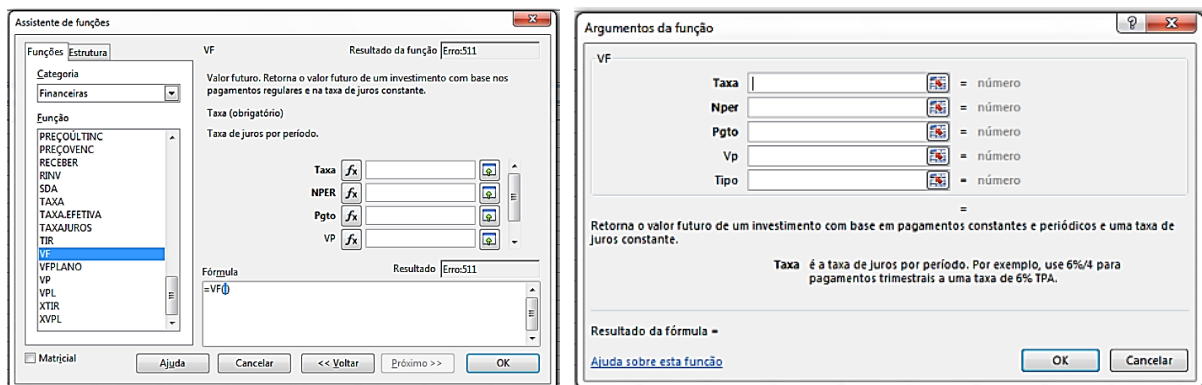 Assistente de funções
Funções Estrutura
Categoria
Financeiras
Função
PREÇOÚLTINC
PREÇOVENC
RECEBER
RINV
SDA
TAXA
TAXA.EFETIVA
TAXAJUROS
TIR
VF
VFPLANO
VP
VPL
XTIR
XVPL
Matricial
VF
Resultado da função Erro:511
Valor futuro. Retorna o valor futuro de um investimento com base nos
pagamentos regulares e na taxa de juros constante.
Taxa (obrigatório)
Taxa de juros por período.
Taxa fx
NPER fx
Pgto fx
VP fx
Fórmula
Resultado Erro:511
=VF()
Ajuda
Cancelar
<< Voltar
Próximo >>
OK
Argumentos da função
?
VF
Taxa = número
Nper = número
Pgto = número
Vp = número
Tipo = número
=
Retorna o valor futuro de um investimento com base em pagamentos constantes e periódicos e uma taxa de
juros constante.
Taxa é a taxa de juros por período. Por exemplo, use 6%/4 para
pagamentos trimestrais a uma taxa de 6% TPA.
Resultado da fórmula =
Ajuda sobre esta função
OK
Cancelar